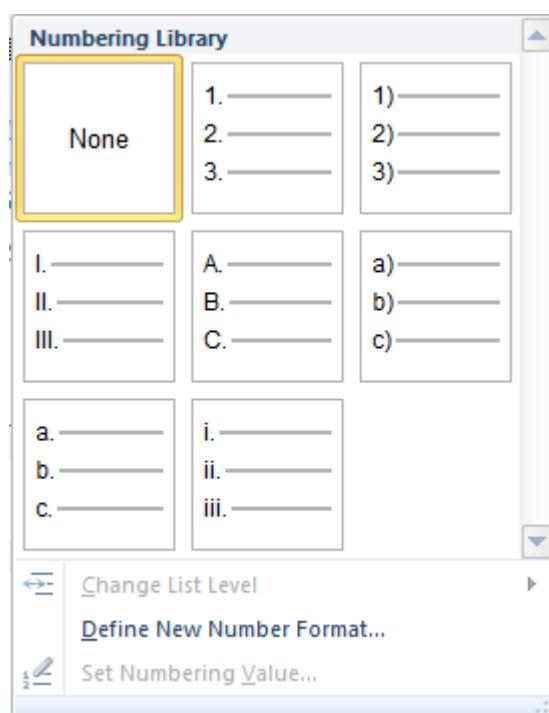 Numbering Library
None
1.
2.
3.
1)
2)
3)
I.
II.
III.
A.
B.
C.
a)
b)
c)
a.
b.
c.
i.
ii.
iii.
Change List Level
Define New Number Format...
Set Numbering Value...